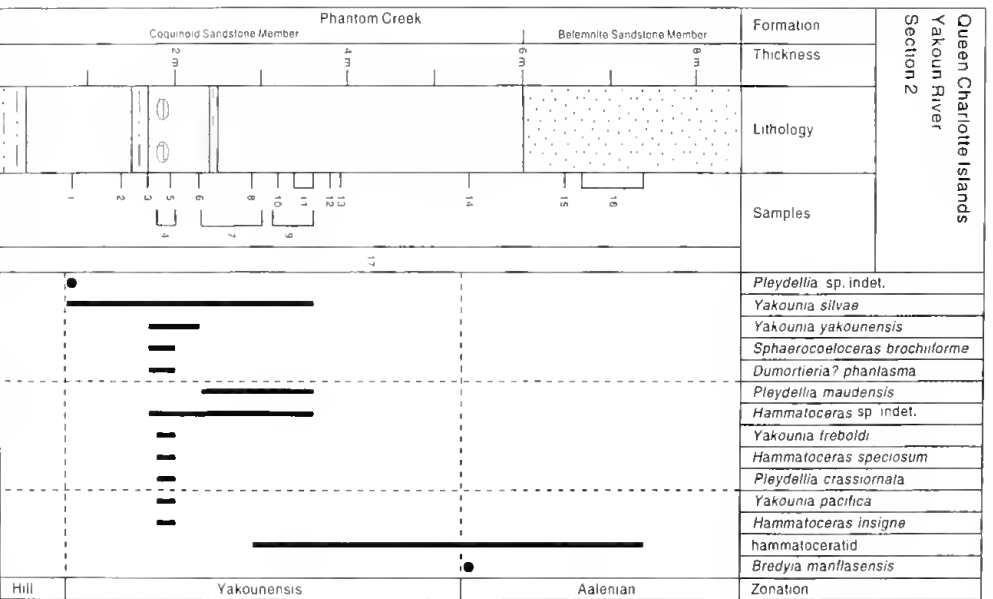 Queen Charlotte Islands
Yakoun River
Section 2
Phantom Creek
Formation
Coquinoid Sandstone Member
Belemnite Sandstone Member
Thickness
2 m
4 m
6 m
8 m
Lithology
Samples
1
2
3
5
6
8
10
11
12
13
14
15
16
4
7
9
17
Pleydellia sp. indet.
Yakounia silvae
Yakounia yakounensis
Sphaerocoeloceras brochiiforme
Dumortieria? phantasma
Pleydellia maudensis
Hammatoceras sp indet.
Yakounia freboldi
Hammatoceras speciosum
Pleydellia crassiornata
Yakounia pacifica
Hammatoceras insigne
hammatoceratid
Bredyia manflasensis
Hill
Yakounensis
Aalenian
Zonation